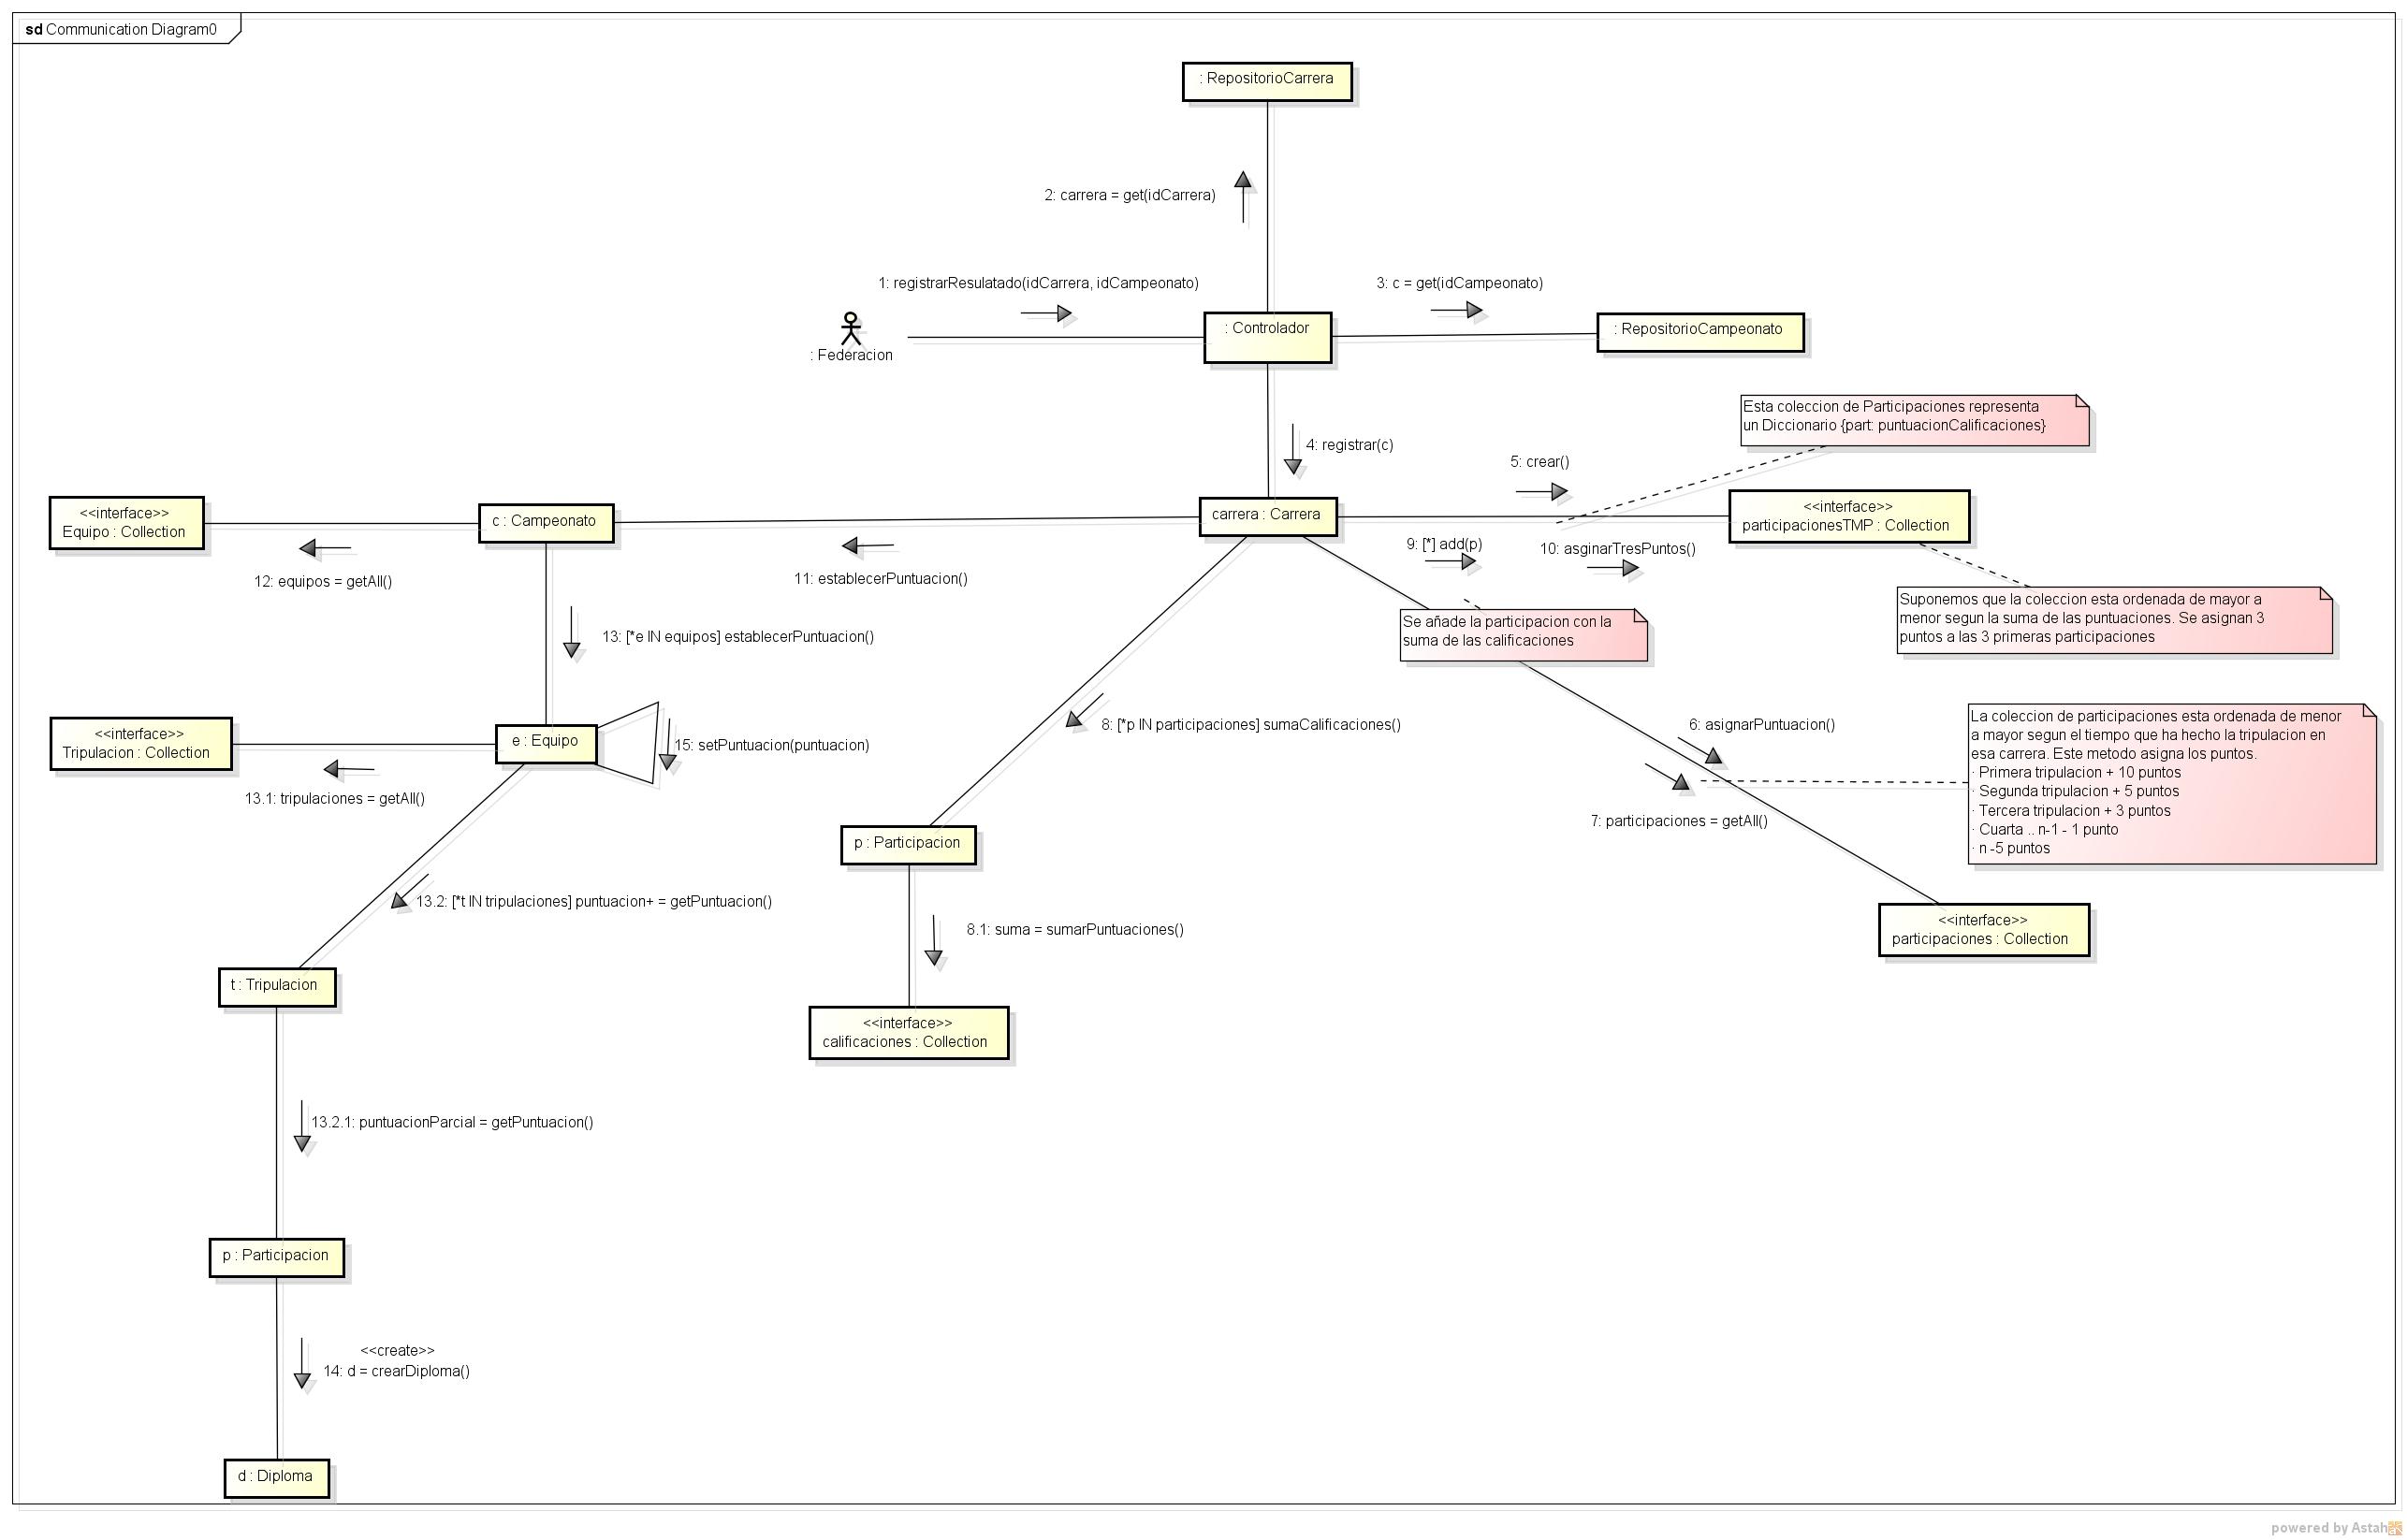 sd Communication Diagram0
: RepositorioCarrera
2: carrera = get(idCarrera)
1: registrarResulatado(idCarrera, idCampeonato)
3: c = get(idCampeonato)
: Federacion
: Controlador
: RepositorioCampeonato
Esta coleccion de Participaciones representa
un Diccionario {part: puntuacionCalificaciones}
4: registrar(c)
5: crear()
<<interface>>
Equipo : Collection
c : Campeonato
carrera : Carrera
<<interface>>
participacionesTMP : Collection
12: equipos = getAll()
11: establecerPuntuacion()
9: [*] add(p)
10: asginarTresPuntos()
Suponemos que la coleccion esta ordenada de mayor a
menor segun la suma de las puntuaciones. Se asignan 3
puntos a las 3 primeras participaciones
Se añade la participacion con la
suma de las calificaciones
13: [*e IN equipos] establecerPuntuacion()
<<interface>>
Tripulacion : Collection
e : Equipo
15: setPuntuacion(puntuacion)
8: [*p IN participaciones] sumaCalificaciones()
6: asignarPuntuacion()
La coleccion de participaciones esta ordenada de menor
a mayor segun el tiempo que ha hecho la tripulacion en
esa carrera. Este metodo asigna los puntos.
· Primera tripulacion + 10 puntos
· Segunda tripulacion + 5 puntos
· Tercera tripulacion + 3 puntos
· Cuarta .. n-1 - 1 punto
· n -5 puntos
13.1: tripulaciones = getAll()
7: participaciones = getAll()
p : Participacion
13.2: [*t IN tripulaciones] puntuacion+ = getPuntuacion()
8.1: suma = sumarPuntuaciones()
<<interface>>
participaciones : Collection
t : Tripulacion
<<interface>>
calificaciones : Collection
13.2.1: puntuacionParcial = getPuntuacion()
p : Participacion
<<create>>
14: d = crearDiploma()
d : Diploma
powered by Astah